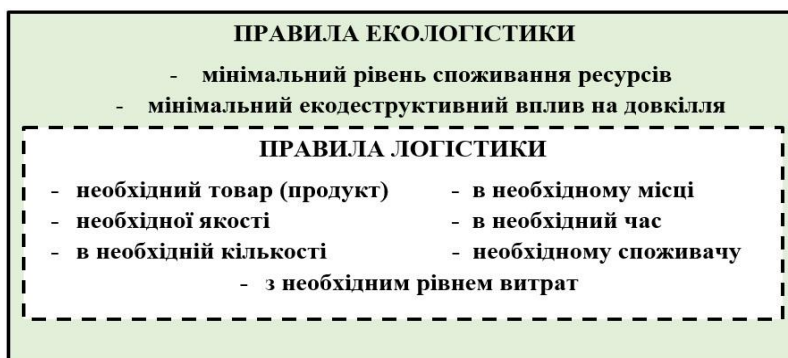 ПРАВИЛА ЕКОЛОГІСТИКИ
- мінімальний рівень споживання ресурсів
- мінімальний екодеструктивний вплив на довкілля
ПРАВИЛА ЛОГІСТИКИ
- необхідний товар (продукт)
- необхідної якості
- в необхідній кількості
- в необхідному місці
- в необхідний час
- необхідному споживачу
- з необхідним рівнем витрат